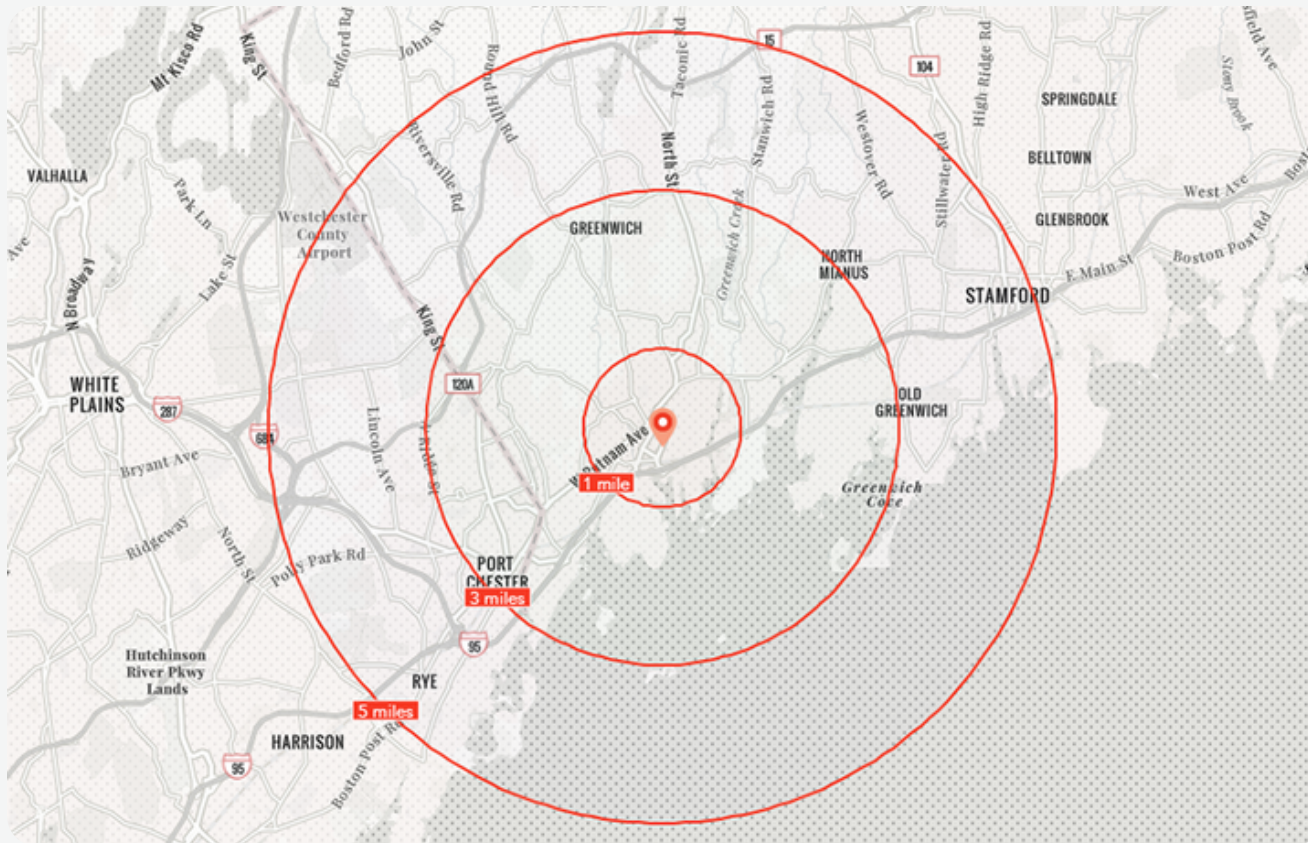 Mt Kisco Rd
King St
Bedford Rd
John St
Round Hill Rd
Taconic Rd
15
Stanwich Rd
104
High Ridge Rd
SPRINGDALE
Stony Brook
VALHALLA
Park Ln
Riversville Rd
North St
Westover Rd
Stillwater Rd
BELLTOWN
West Ave
Westchester
County
Airport
GREENWICH
Greenwich Creek
NORTH
MIANUS
GLENBROOK
Boston Post Rd
Ave
Lake St
N Broadway
King St
E Main St
STAMFORD
WHITE
PLAINS
287
684
120A
Lincoln Ave
N Ridge St
OLD
GREENWICH
W Putnam Ave
1 mile
Bryant Ave
Greenwich
Cove
Ridgeway
North St
Polly Park Rd
PORT
CHESTER
3 miles
95
Hutchinson
River Pkwy
Lands
RYE
5 miles
HARRISON
Boston Post Rd
95